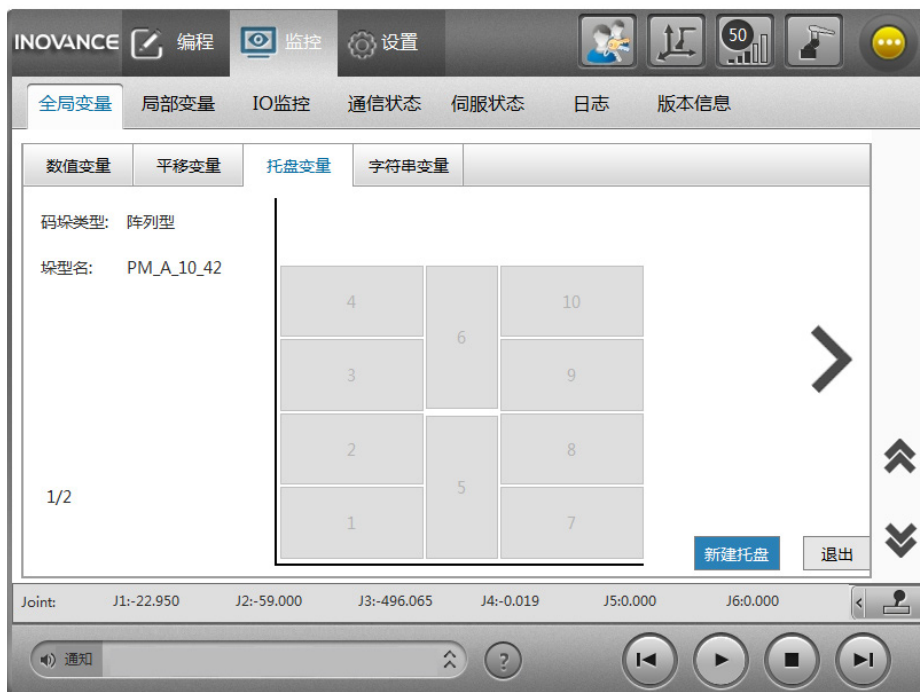 INOVANCE 编程 监控 设置 50
全局变量 局部变量 IO监控 通信状态 伺服状态 日志 版本信息
数值变量 平移变量 托盘变量 字符串变量
码垛类型: 阵列型
垛型名: PM_A_10_42
4 10
6
3 9
2 8
5
1/2
1 7
新建托盘 退出
Joint: J1:-22.950 J2:-59.000 J3:-496.065 J4:-0.019 J5:0.000 J6:0.000
通知 ?